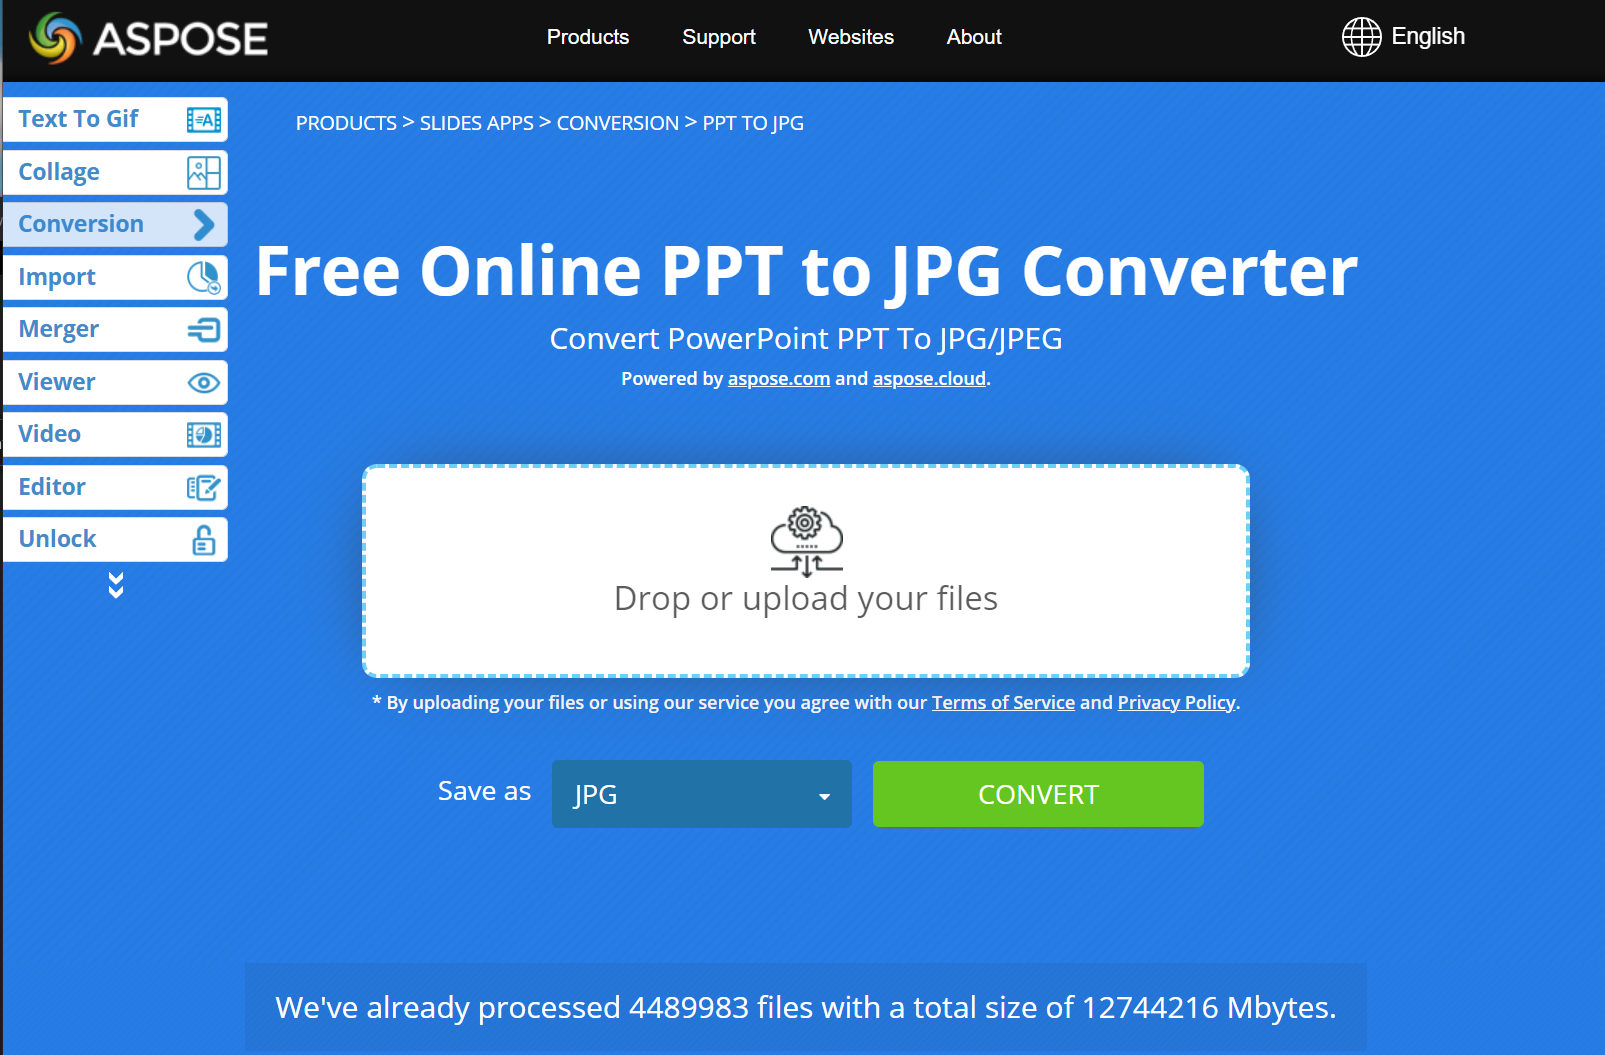 ASPOSE
Products Support Websites About
English
Text To Gif
Collage
Conversion
Import
Merger
Viewer
Video
Editor
Unlock
PRODUCTS > SLIDES APPS > CONVERSION > PPT TO JPG
Free Online PPT to JPG Converter
Convert PowerPoint PPT To JPG/JPEG
Powered by aspose.com and aspose.cloud.
Drop or upload your files
* By uploading your files or using our service you agree with our Terms of Service and Privacy Policy.
Save as JPG CONVERT
We've already processed 4489983 files with a total size of 12744216 Mbytes.